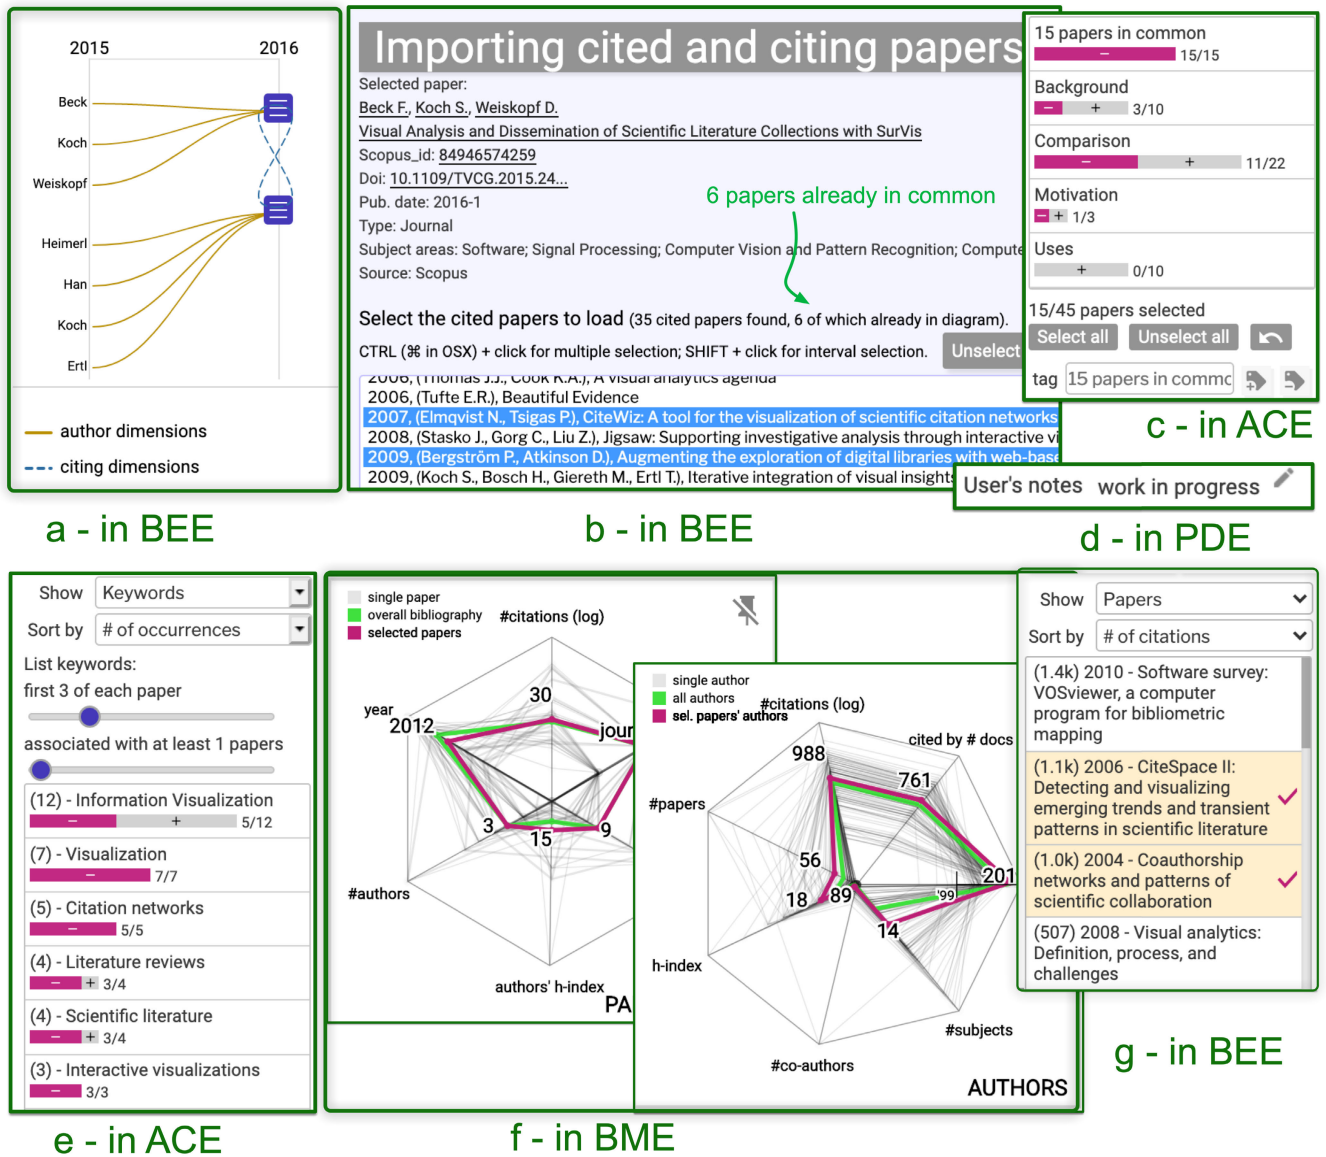 2015
2016
Beck
Koch
Weiskopf
Heimerl
Han
Koch
Ertl
author dimensions
citing dimensions
a - in BEE
Importing cited and citing papers
Selected paper:
Beck F., Koch S., Weiskopf D.
Visual Analysis and Dissemination of Scientific Literature Collections with SurVis
Scopus_id: 84946574259
Doi: 10.1109/TVCG.2015.24...
Pub. date: 2016-1
6 papers already in common
Type: Journal
Subject areas: Software; Signal Processing; Computer Vision and Pattern Recognition; Compute
Source: Scopus
Select the cited papers to load (35 cited papers found, 6 of which already in diagram).
CTRL (⌘ in OSX) + click for multiple selection; SHIFT + click for interval selection.
Unselect
2006, (Thomas J.J., Cook K.A.), A visual analytics agenda
2006, (Tufte E.R.), Beautiful Evidence
2007, (Elmqvist N., Tsigas P.), CiteWiz: A tool for the visualization of scientific citation networks
2008, (Stasko J., Gorg C., Liu Z.), Jigsaw: Supporting investigative analysis through interactive vi
2009, (Bergström P., Atkinson D.), Augmenting the exploration of digital libraries with web-base
2009, (Koch S., Bosch H., Giereth M., Ertl T.), Iterative integration of visual insights
b - in BEE
15 papers in common
− 15/15
Background
− + 3/10
Comparison
− + 11/22
Motivation
− + 1/3
Uses
+ 0/10
15/45 papers selected
Select all
Unselect all
tag
15 papers in commo
c - in ACE
User's notes work in progress
d - in PDE
Show Keywords
Sort by # of occurrences
List keywords:
first 3 of each paper
associated with at least 1 papers
(12) - Information Visualization
− + 5/12
(7) - Visualization
− 7/7
(5) - Citation networks
− 5/5
(4) - Literature reviews
− + 3/4
(4) - Scientific literature
− + 3/4
(3) - Interactive visualizations
− 3/3
e - in ACE
single paper
overall bibliography
selected papers
#citations (log)
30
year
2012
jour
3
15
9
#authors
authors' h-index
PA
single author
all authors
sel. papers' authors
#citations (log)
988
cited by # docs
761
#papers
56
18
89
201
'99
14
h-index
#subjects
#co-authors
AUTHORS
f - in BME
Show Papers
Sort by # of citations
(1.4k) 2010 - Software survey:
VOSviewer, a computer
program for bibliometric
mapping
(1.1k) 2006 - CiteSpace II:
Detecting and visualizing
emerging trends and transient
patterns in scientific literature
(1.0k) 2004 - Coauthorship
networks and patterns of
scientific collaboration
(507) 2008 - Visual analytics:
Definition, process, and
challenges
g - in BEE